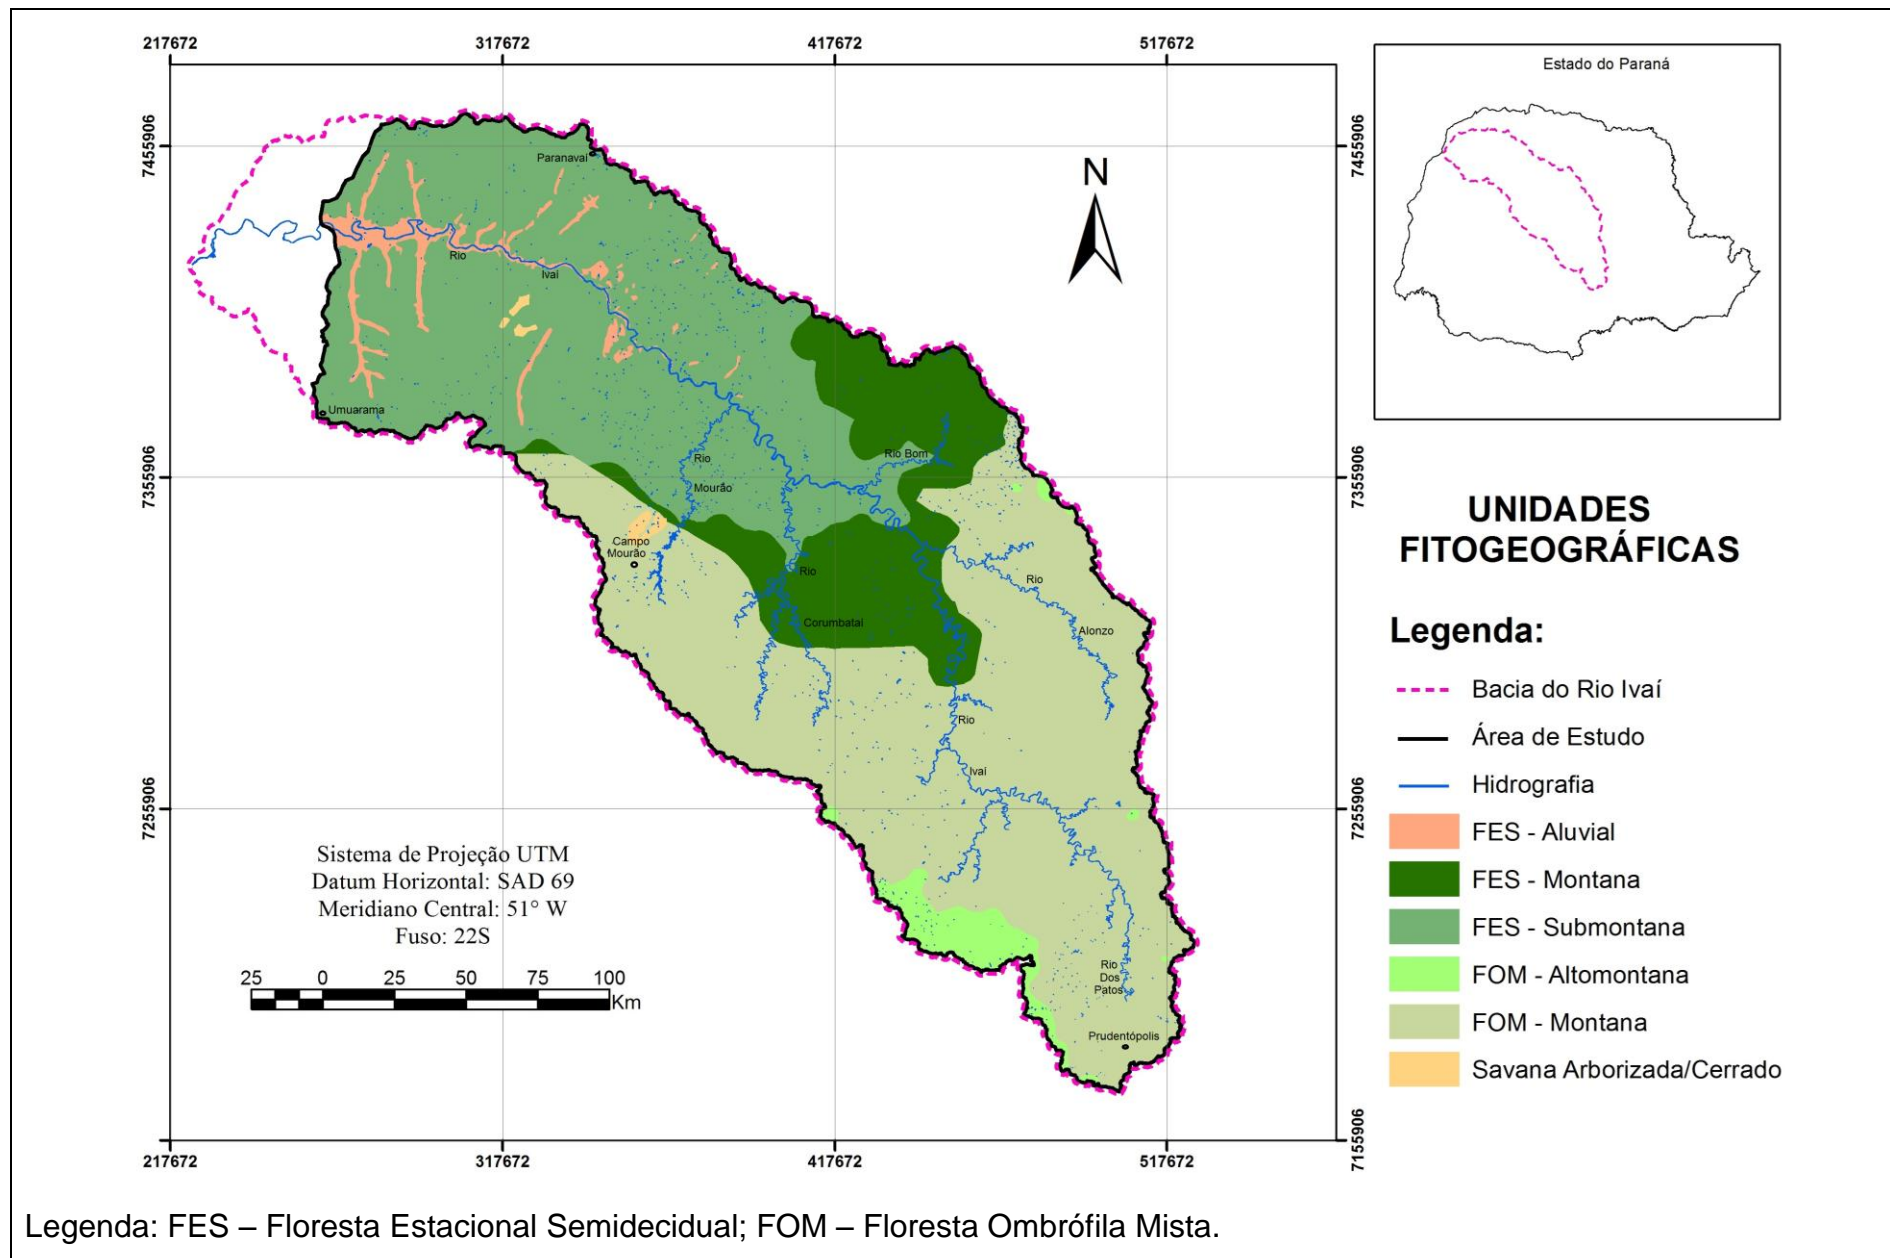 217672
317672
417672
517672
7455906
7355906
7255906
Paranavaí
Rio
Ivaí
Umuarama
Rio Bom
Rio
Mourão
Campo
Mourão
Rio
Corumbataí
Rio
Alonzo
Rio
Ivaí
Rio
Dos
Patos
Prudentópolis
N
Sistema de Projeção UTM
Datum Horizontal: SAD 69
Meridiano Central: 51° W
Fuso: 22S
25 0 25 50 75 100
Km
217672
317672
417672
517672
7455906
7355906
7255906
7155906
Estado do Paraná
UNIDADES
FITOGEOGRÁFICAS
Legenda:
Bacia do Rio Ivaí
Área de Estudo
Hidrografia
FES - Aluvial
FES - Montana
FES - Submontana
FOM - Altomontana
FOM - Montana
Savana Arborizada/Cerrado
Legenda: FES – Floresta Estacional Semidecidual; FOM – Floresta Ombrófila Mista.